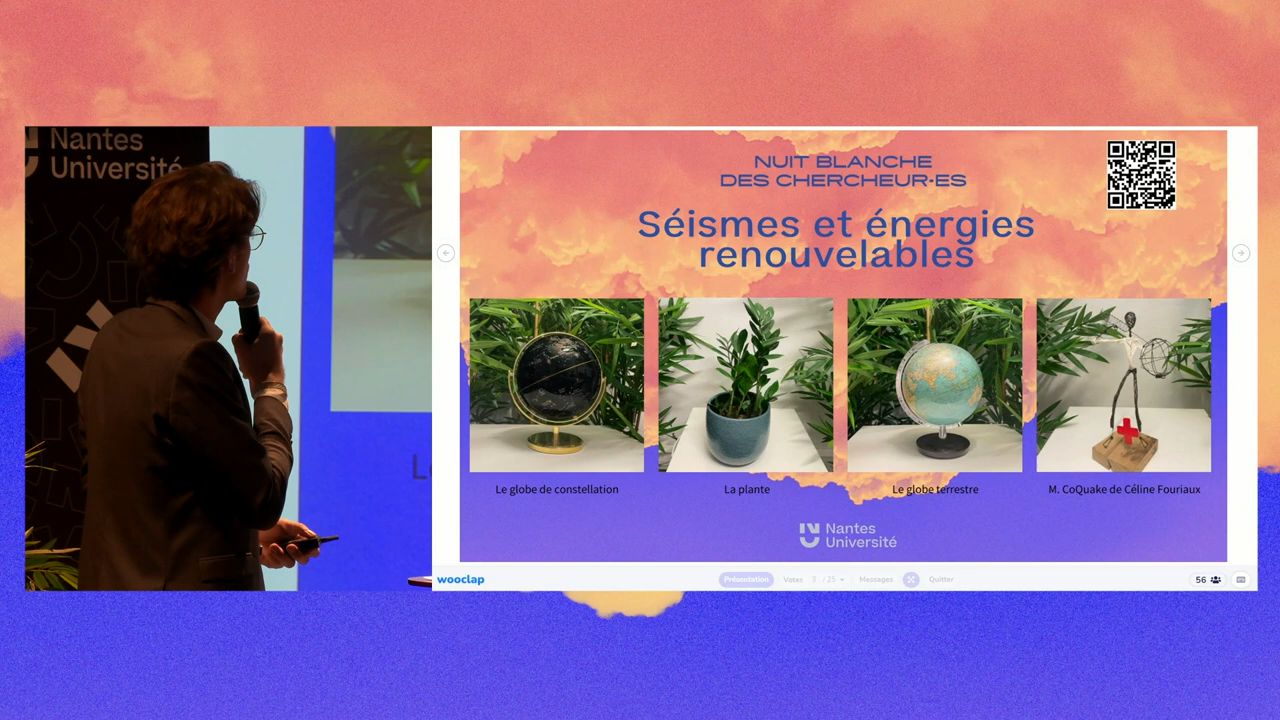 Nantes
Université
NUIT BLANCHE
DES CHERCHEUR·ES
Séismes et énergies
renouvelables
Le globe de constellation
La plante
Le globe terrestre
M. CoQuake de Céline Fouriaux
Nantes
Université
wooclap
Présentation
Votes
/ 25
Messages
Quitter
56